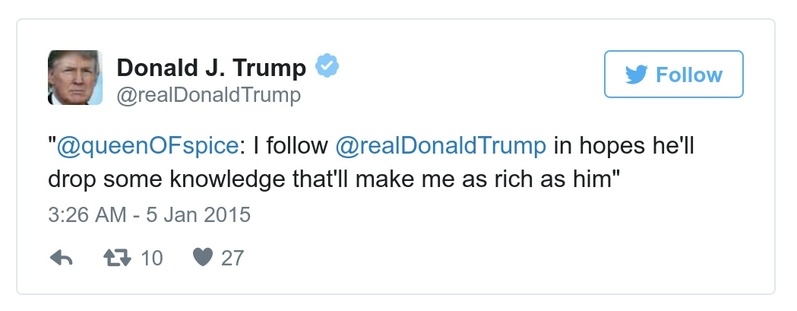 Donald J. Trump
@realDonaldTrump
Follow
"@queenOFspice: I follow @realDonaldTrump in hopes he'll
drop some knowledge that'll make me as rich as him"
3:26 AM - 5 Jan 2015
10 27